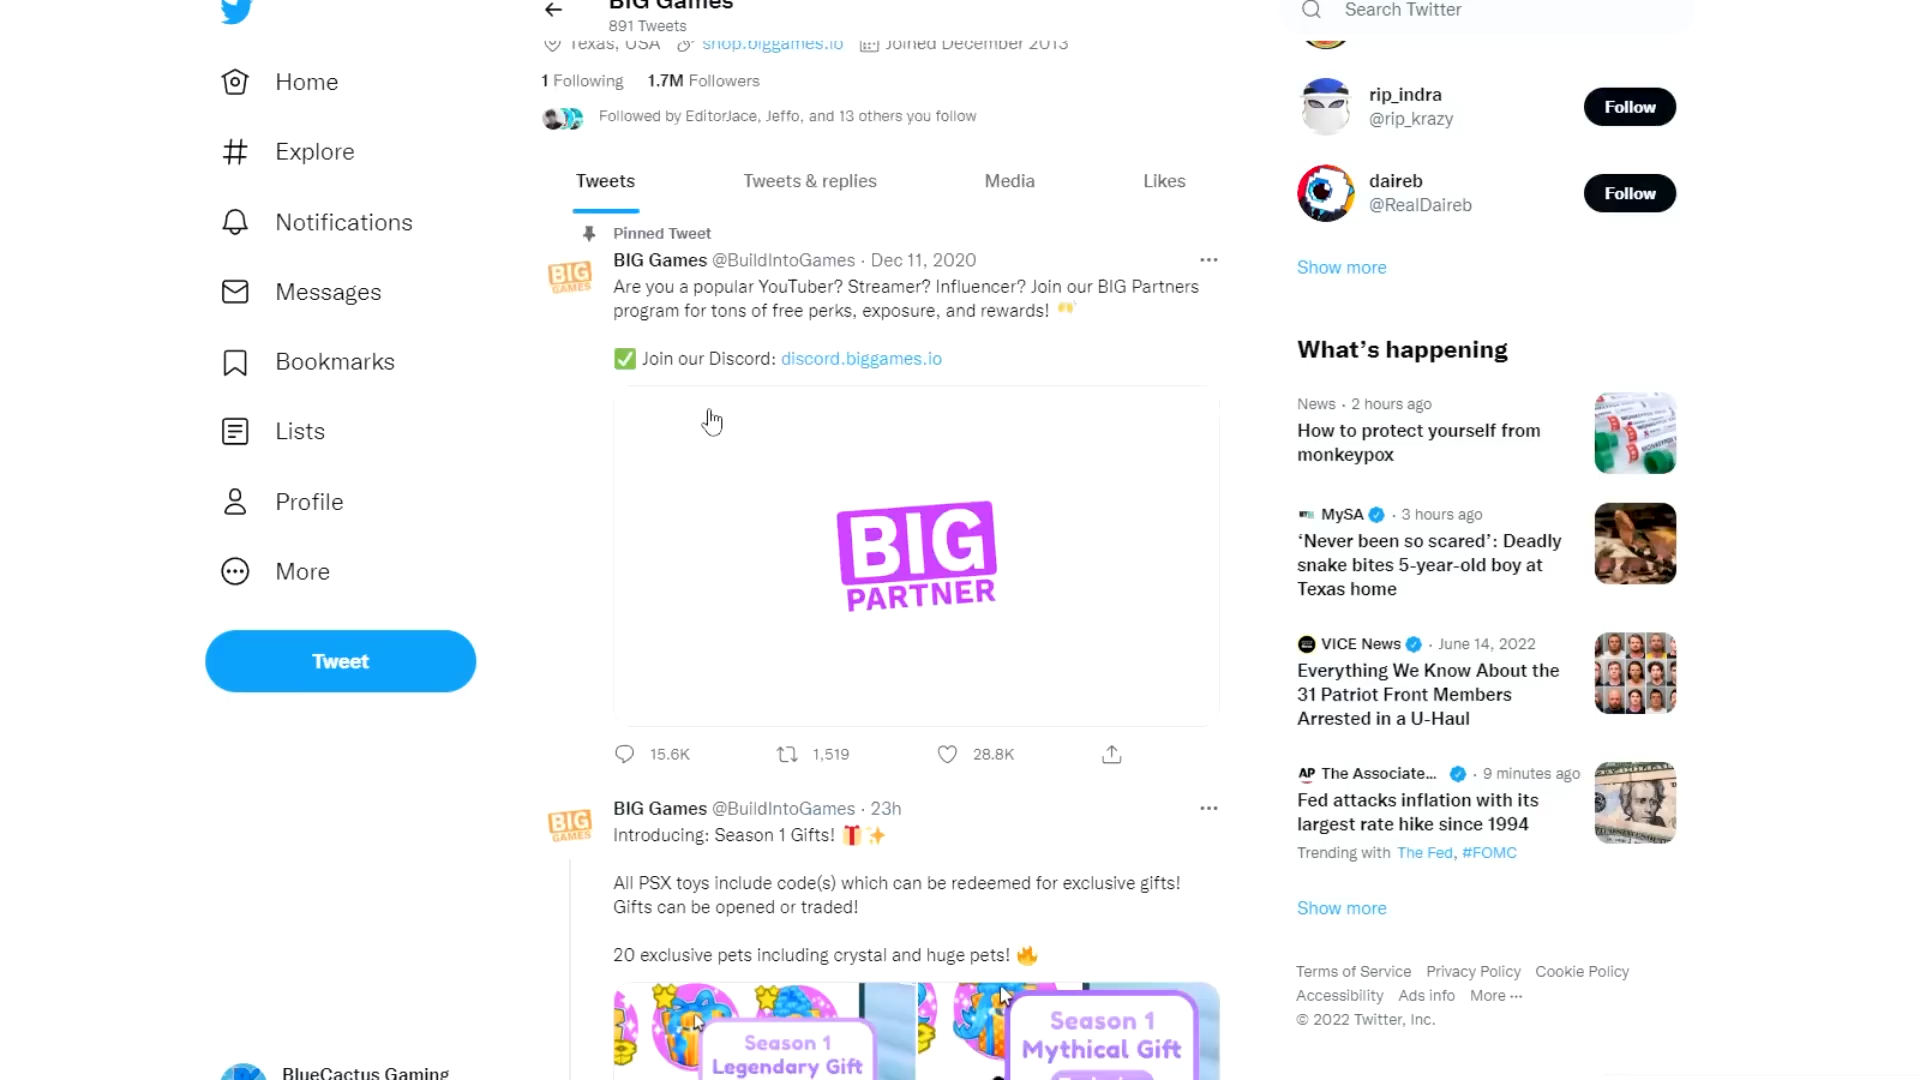 BIG Games
891 Tweets
Texas, USA shop.biggames.io Joined December 2013
1 Following 1.7M Followers
Followed by EditorJace, Jeffo, and 13 others you follow
Tweets Tweets & replies Media Likes
Pinned Tweet
BIG Games @BuildIntoGames · Dec 11, 2020 ···
Are you a popular YouTuber? Streamer? Influencer? Join our BIG Partners
program for tons of free perks, exposure, and rewards! 🙌
✅ Join our Discord: discord.biggames.io
BIG
GAMES
BIG
PARTNER
15.6K 1,519 28.8K
BIG Games @BuildIntoGames · 23h ···
Introducing: Season 1 Gifts! 🎁✨
All PSX toys include code(s) which can be redeemed for exclusive gifts!
Gifts can be opened or traded!
20 exclusive pets including crystal and huge pets! 🔥
BIG
GAMES
Season 1
Legendary Gift
Season 1
Mythical Gift
Home
Explore
Notifications
Messages
Bookmarks
Lists
Profile
More
Tweet
BlueCactus Gaming
Search Twitter
rip_indra
@rip_krazy
Follow
daireb
@RealDaireb
Follow
Show more
What's happening
News · 2 hours ago
How to protect yourself from
monkeypox
MySA · 3 hours ago
‘Never been so scared’: Deadly
snake bites 5-year-old boy at
Texas home
VICE News · June 14, 2022
Everything We Know About the
31 Patriot Front Members
Arrested in a U-Haul
AP The Associate... · 9 minutes ago
Fed attacks inflation with its
largest rate hike since 1994
Trending with The Fed, #FOMC
Show more
Terms of Service Privacy Policy Cookie Policy
Accessibility Ads info More ···
© 2022 Twitter, Inc.